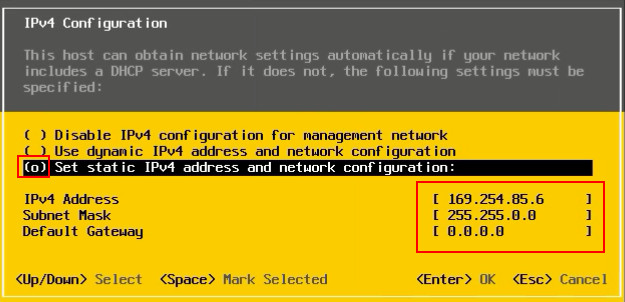 IPv4 Configuration
This host can obtain network settings automatically if your network
includes a DHCP server. If it does not, the following settings must be
specified:
( ) Disable IPv4 configuration for management network
( ) Use dynamic IPv4 address and network configuration
(o) Set static IPv4 address and network configuration:
IPv4 Address [ 169.254.85.6 ]
Subnet Mask [ 255.255.0.0 ]
Default Gateway [ 0.0.0.0 ]
<Up/Down> Select <Space> Mark Selected <Enter> OK <Esc> Cancel